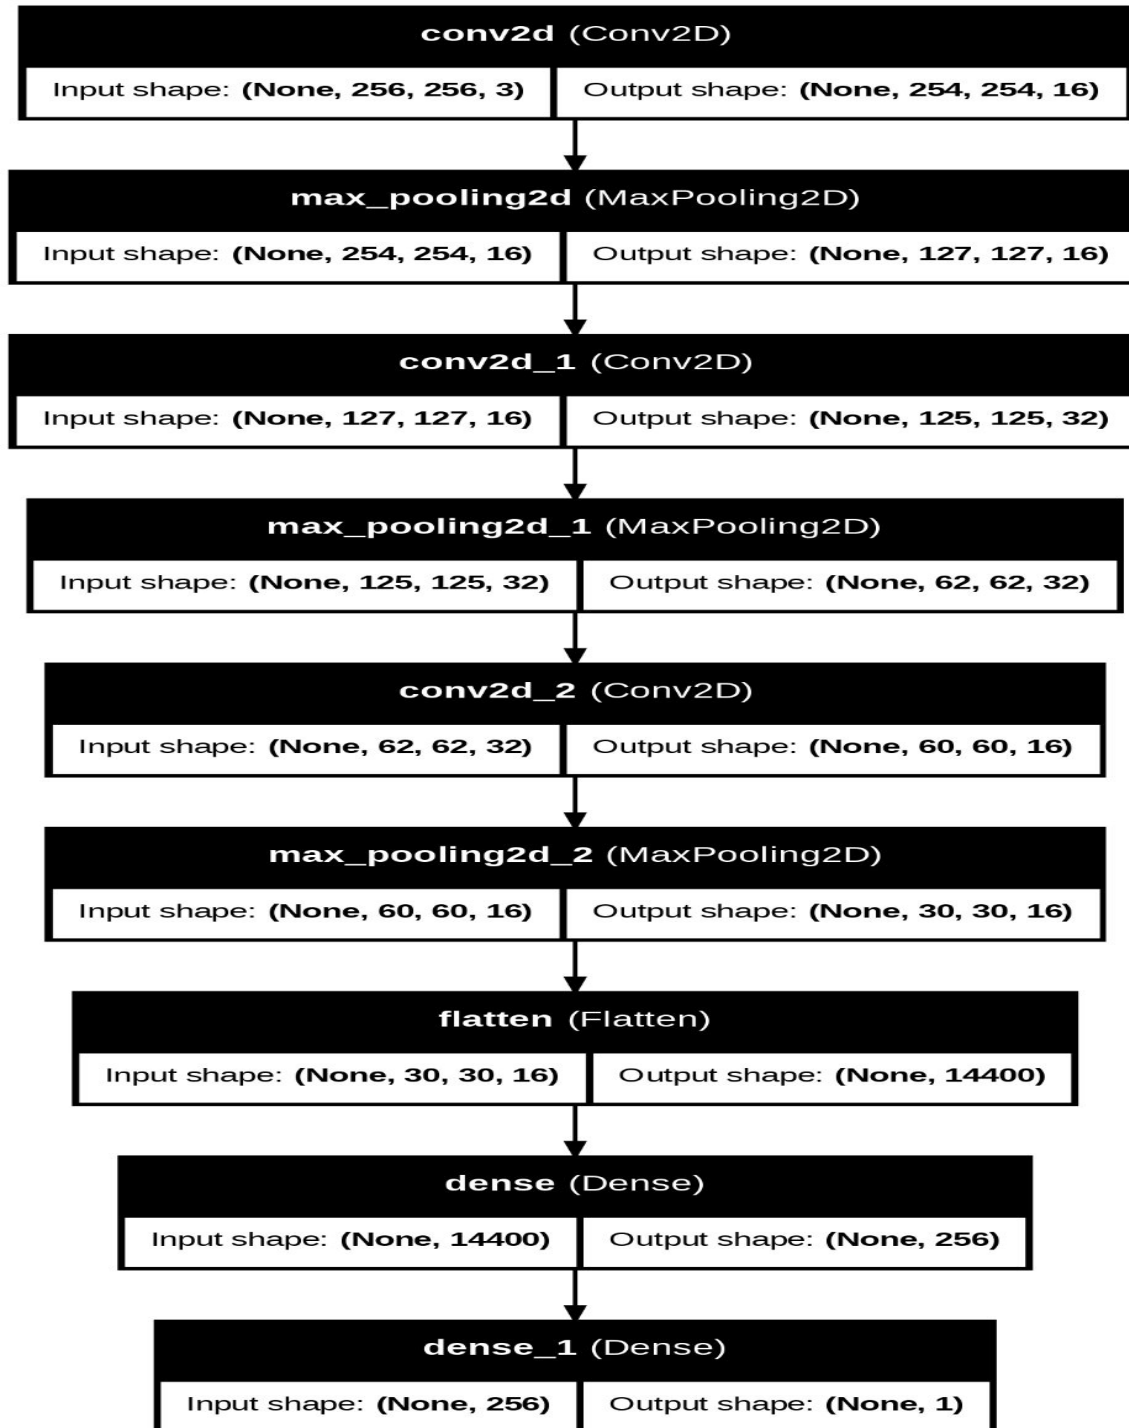 conv2d (Conv2D)
Input shape: (None, 256, 256, 3) Output shape: (None, 254, 254, 16)
max_pooling2d (MaxPooling2D)
Input shape: (None, 254, 254, 16) Output shape: (None, 127, 127, 16)
conv2d_1 (Conv2D)
Input shape: (None, 127, 127, 16) Output shape: (None, 125, 125, 32)
max_pooling2d_1 (MaxPooling2D)
Input shape: (None, 125, 125, 32) Output shape: (None, 62, 62, 32)
conv2d_2 (Conv2D)
Input shape: (None, 62, 62, 32) Output shape: (None, 60, 60, 16)
max_pooling2d_2 (MaxPooling2D)
Input shape: (None, 60, 60, 16) Output shape: (None, 30, 30, 16)
flatten (Flatten)
Input shape: (None, 30, 30, 16) Output shape: (None, 14400)
dense (Dense)
Input shape: (None, 14400) Output shape: (None, 256)
dense_1 (Dense)
Input shape: (None, 256) Output shape: (None, 1)